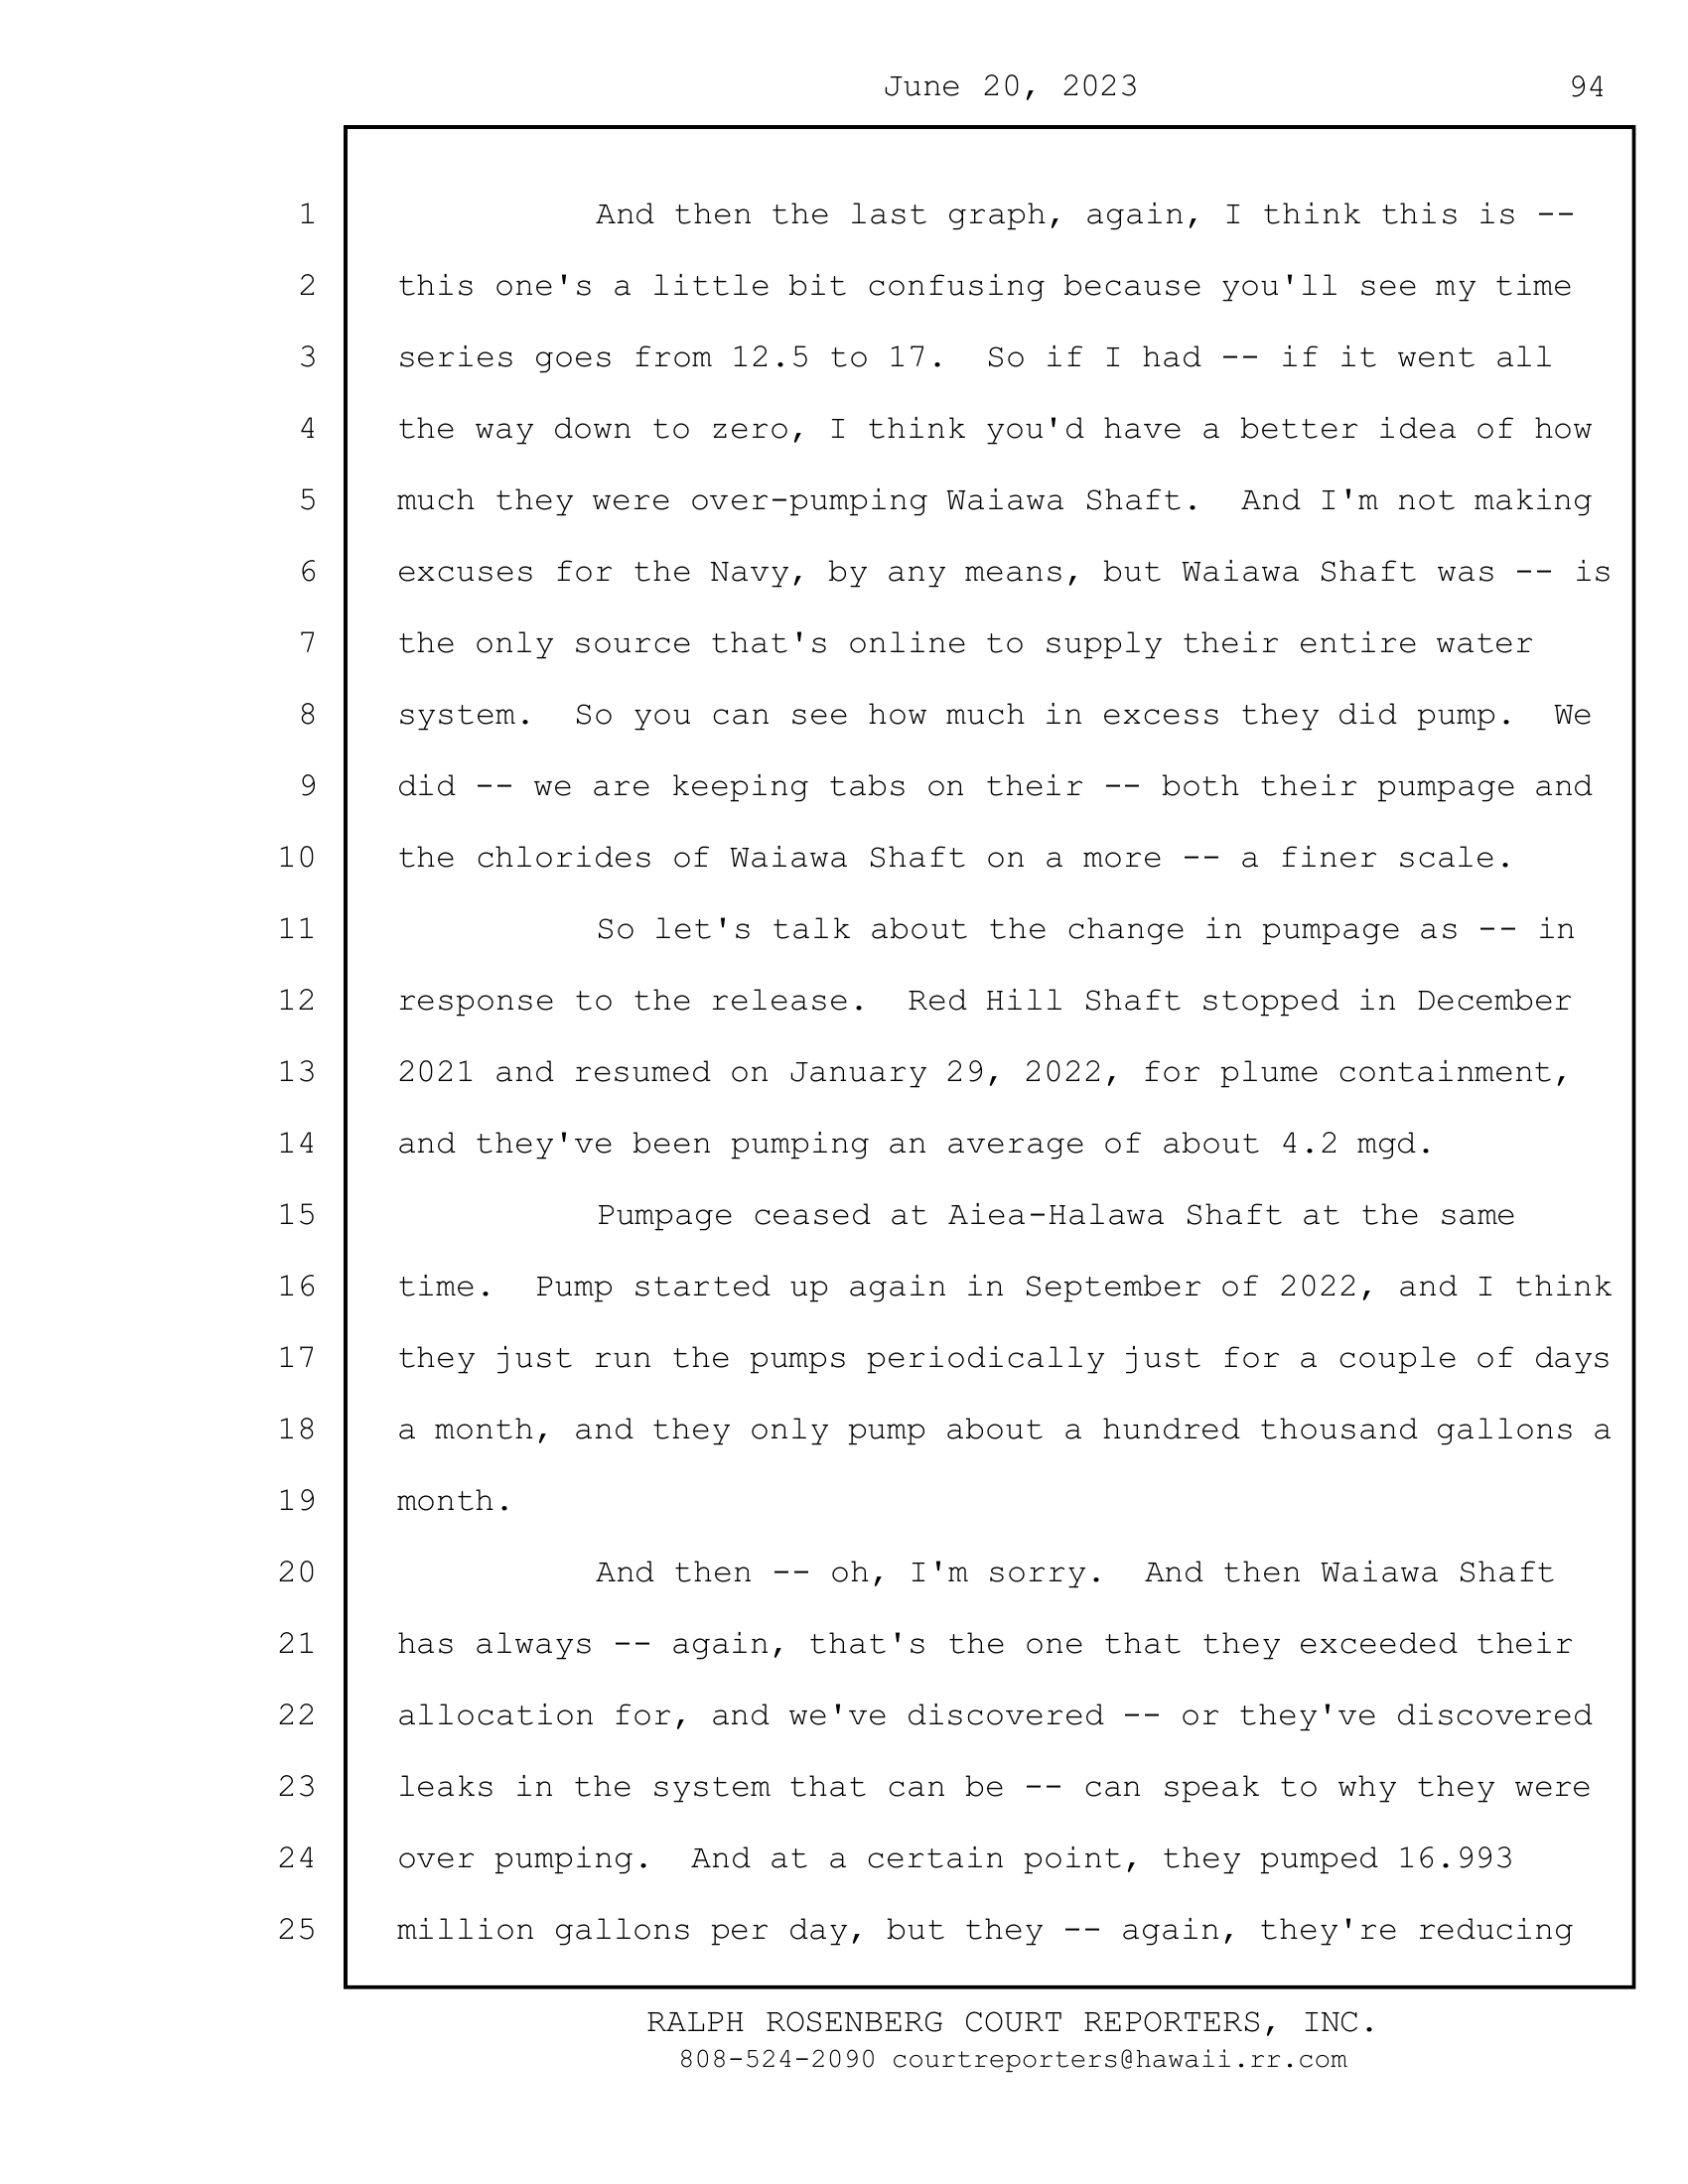 June 20, 2023 94
1 And then the last graph, again, I think this is --
2 this one's a little bit confusing because you'll see my time
3 series goes from 12.5 to 17.  So if I had -- if it went all
4 the way down to zero, I think you'd have a better idea of how
5 much they were over-pumping Waiawa Shaft.  And I'm not making
6 excuses for the Navy, by any means, but Waiawa Shaft was -- is
7 the only source that's online to supply their entire water
8 system.  So you can see how much in excess they did pump.  We
9 did -- we are keeping tabs on their -- both their pumpage and
10 the chlorides of Waiawa Shaft on a more -- a finer scale.
11 So let's talk about the change in pumpage as -- in
12 response to the release.  Red Hill Shaft stopped in December
13 2021 and resumed on January 29, 2022, for plume containment,
14 and they've been pumping an average of about 4.2 mgd.
15 Pumpage ceased at Aiea-Halawa Shaft at the same
16 time.  Pump started up again in September of 2022, and I think
17 they just run the pumps periodically just for a couple of days
18 a month, and they only pump about a hundred thousand gallons a
19 month.
20 And then -- oh, I'm sorry.  And then Waiawa Shaft
21 has always -- again, that's the one that they exceeded their
22 allocation for, and we've discovered -- or they've discovered
23 leaks in the system that can be -- can speak to why they were
24 over pumping.  And at a certain point, they pumped 16.993
25 million gallons per day, but they -- again, they're reducing
RALPH ROSENBERG COURT REPORTERS, INC.
808-524-2090 courtreporters@hawaii.rr.com